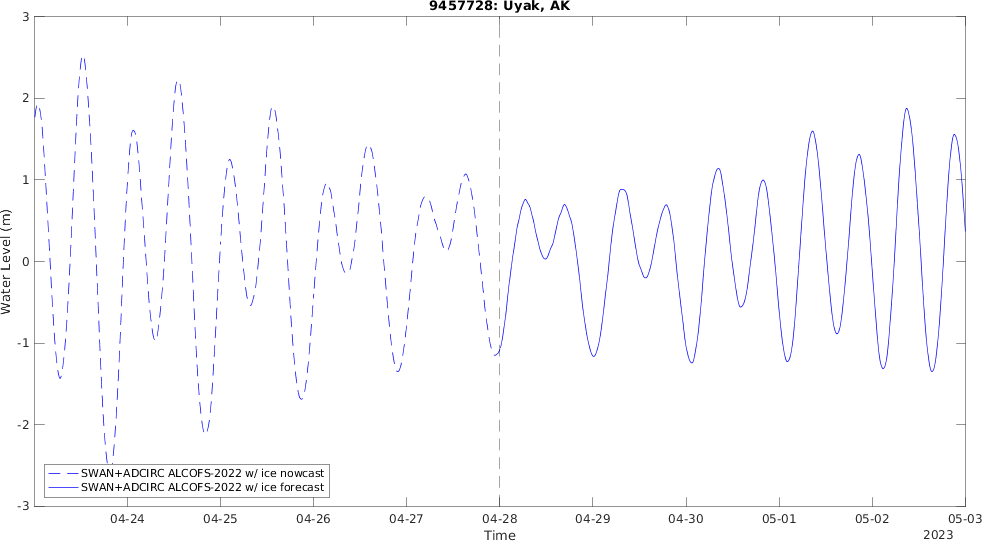 9457728: Uyak, AK
Water Level (m)
3
2
1
0
-1
-2
-3
SWAN+ADCIRC ALCOFS-2022 w/ ice nowcast
SWAN+ADCIRC ALCOFS-2022 w/ ice forecast
04-24 04-25 04-26 04-27 04-28 04-29 04-30 05-01 05-02 05-03
Time
2023